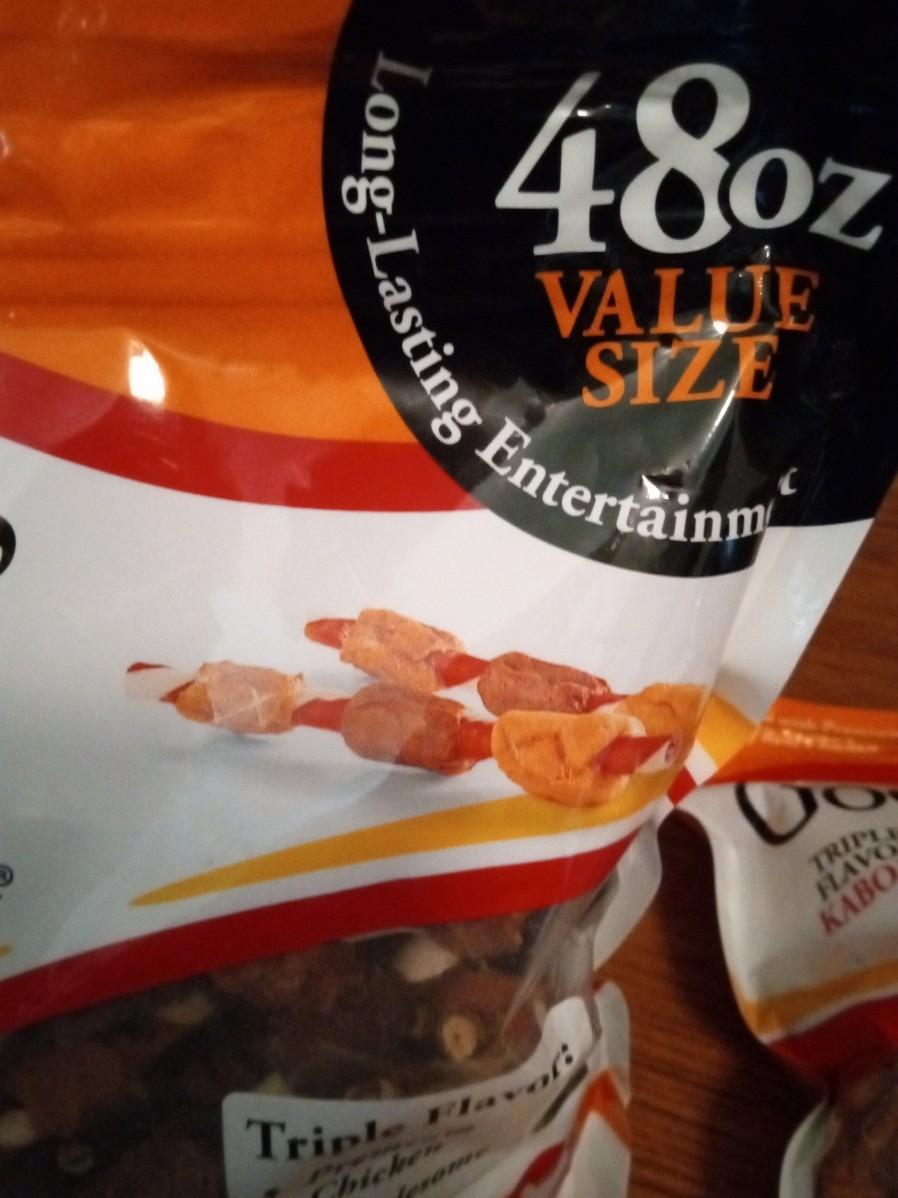 48oz
VALUE
SIZE
Long-Lasting Entertainm
®
TRIPLE
FLAVO
KABO
Triple Flavor:
Chicken